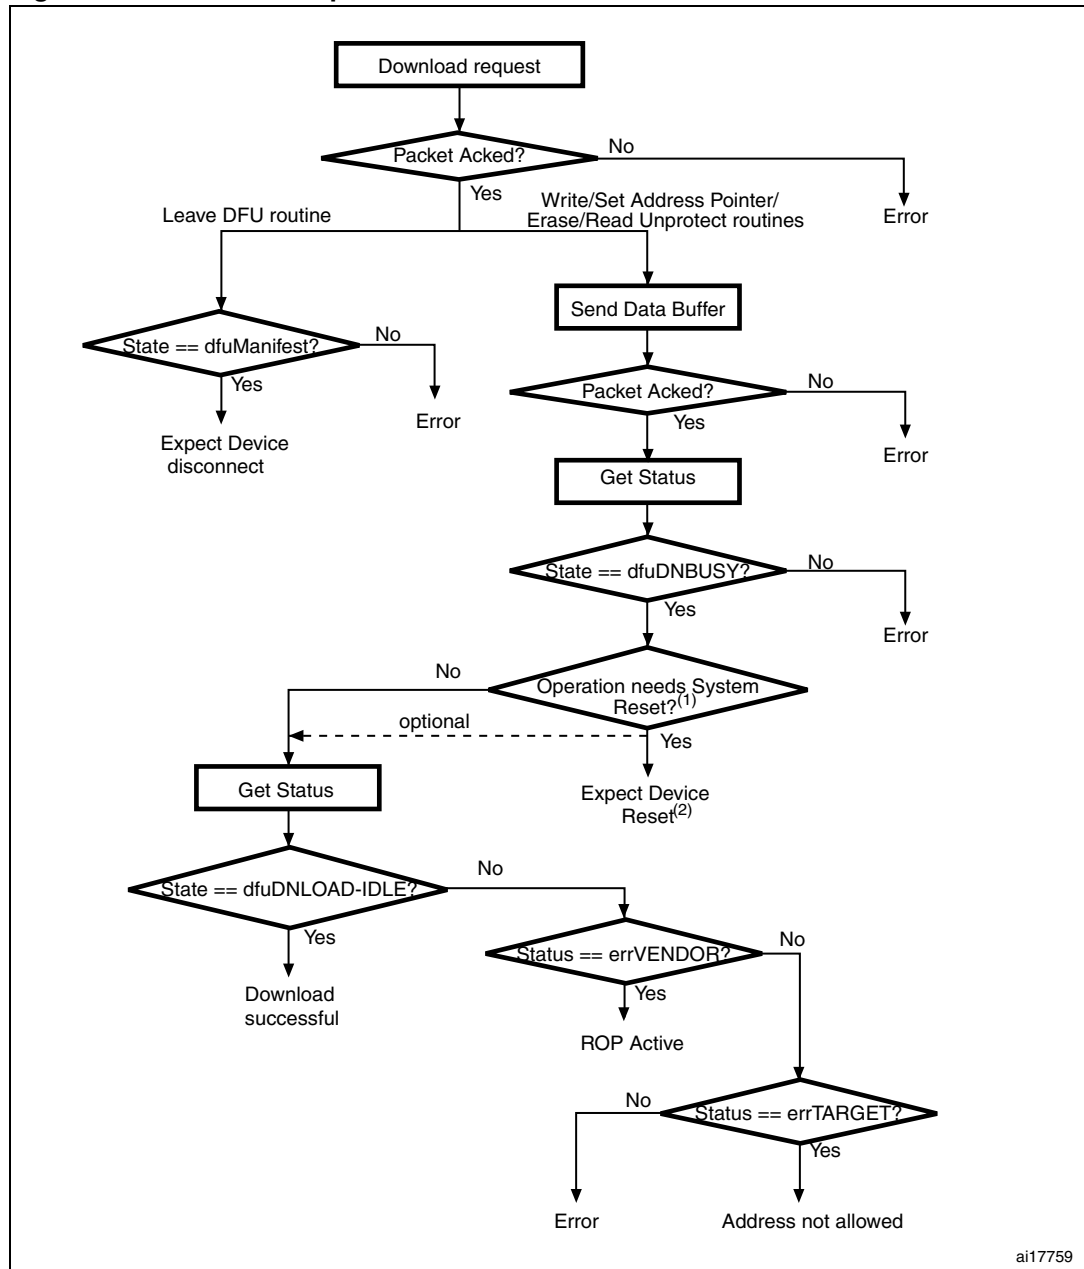 Download request
Packet Acked?
No
Yes
Error
Leave DFU routine
Write/Set Address Pointer/
Erase/Read Unprotect routines
Send Data Buffer
State == dfuManifest?
No
Yes
Error
Expect Device
disconnect
Packet Acked?
No
Yes
Error
Get Status
State == dfuDNBUSY?
No
Yes
Error
Operation needs System
Reset?(1)
No
optional
Yes
Expect Device
Reset(2)
Get Status
State == dfuDNLOAD-IDLE?
No
Yes
Download
successful
Status == errVENDOR?
No
Yes
ROP Active
Status == errTARGET?
No
Yes
Error
Address not allowed
ai17759